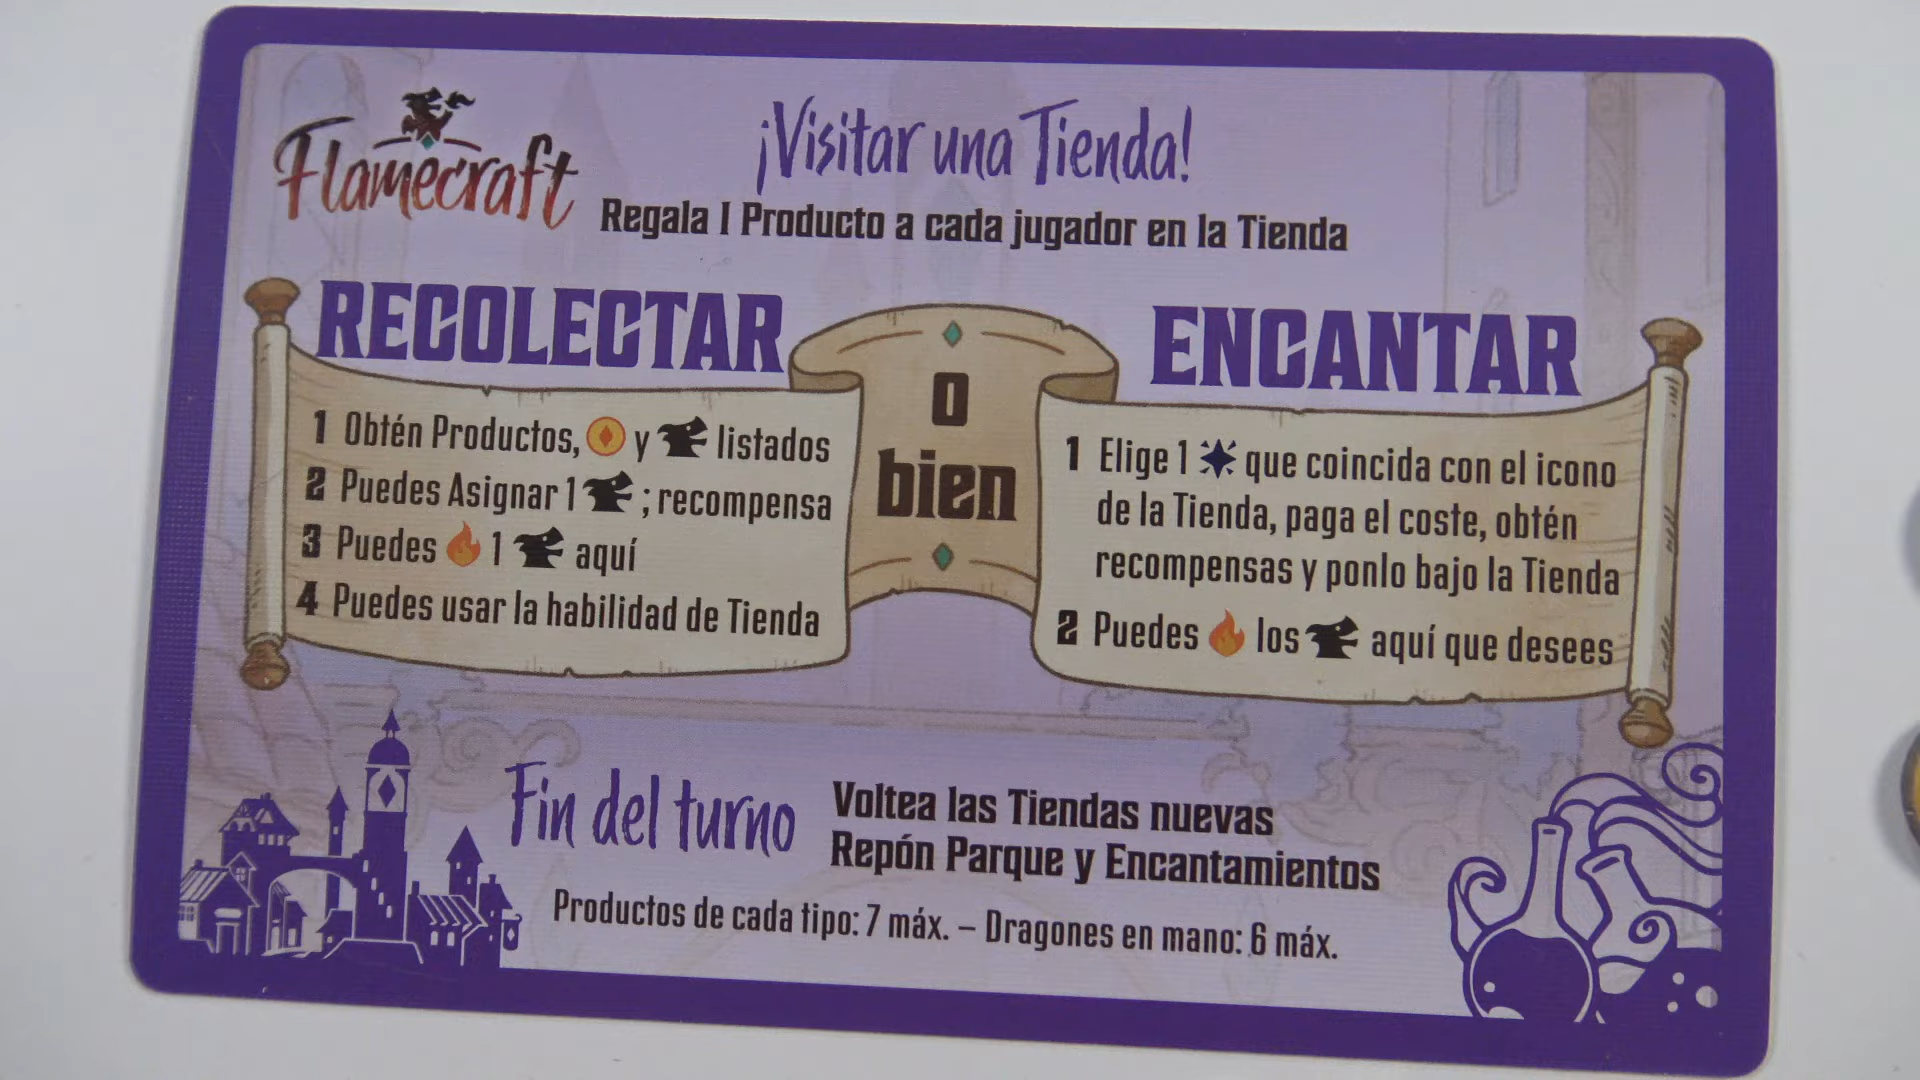 Flamecraft
¡Visitar una Tienda!
Regala 1 Producto a cada jugador en la Tienda
RECOLECTAR
1 Obtén Productos, y listados
2 Puedes Asignar 1 ; recompensa
3 Puedes 1 aquí
4 Puedes usar la habilidad de Tienda
o
bien
ENCANTAR
1 Elige 1 que coincida con el icono
de la Tienda, paga el coste, obtén
recompensas y ponlo bajo la Tienda
2 Puedes los aquí que desees
Fin del turno
Voltea las Tiendas nuevas
Repón Parque y Encantamientos
Productos de cada tipo: 7 máx. – Dragones en mano: 6 máx.